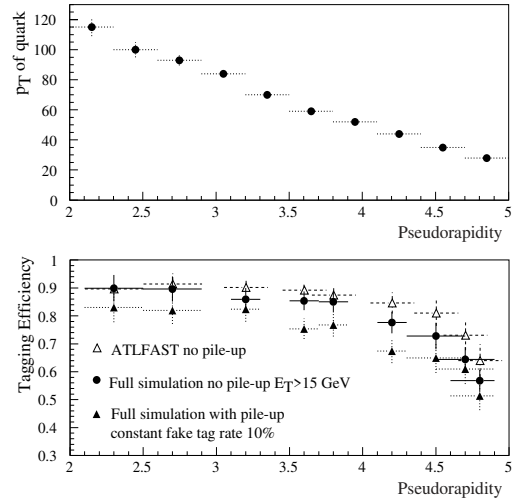 p_T of quark
120
100
80
60
40
20
0
2 2.5 3 3.5 4 4.5 5
Pseudorapidity
Tagging Efficiency
1
0.9
0.8
0.7
0.6
0.5
0.4
0.3
ATLFAST no pile-up
Full simulation no pile-up E_T>15 GeV
Full simulation with pile-up
constant fake tag rate 10%
2 2.5 3 3.5 4 4.5 5
Pseudorapidity